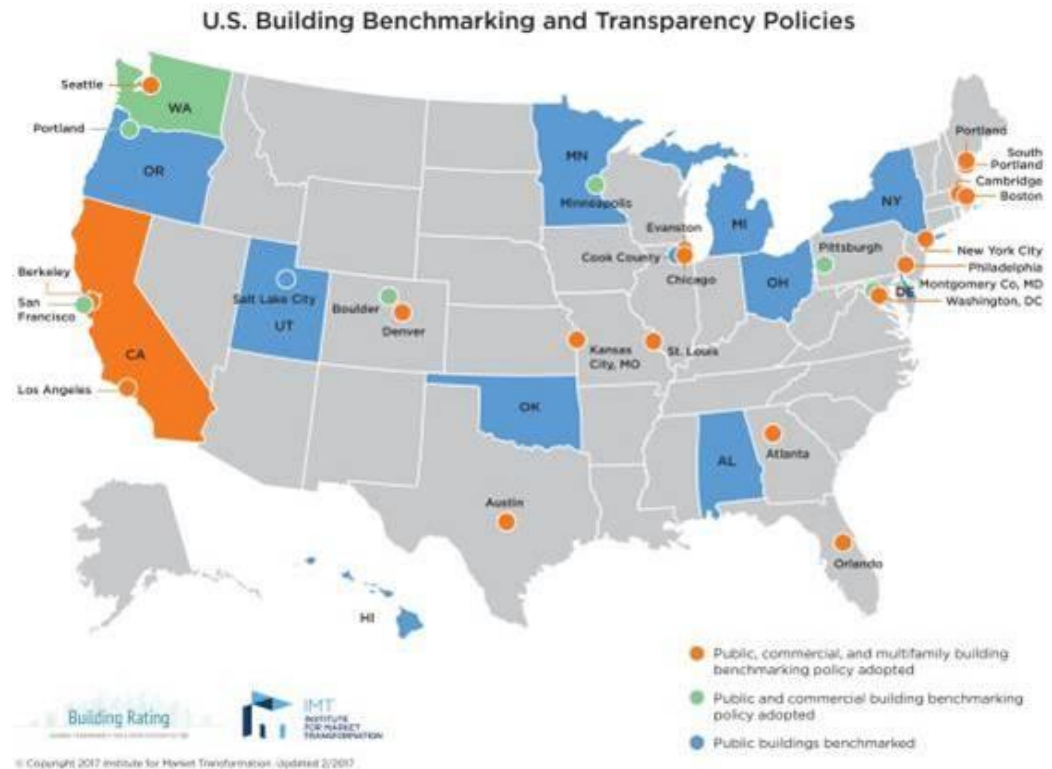 U.S. Building Benchmarking and Transparency Policies
Seattle
WA
Portland
OR
MN
Minneapolis
MI
NY
Portland
South
Portland
Cambridge
Boston
Evanston
Cook County
Chicago
Pittsburgh
New York City
Philadelphia
Montgomery Co, MD
DE
Washington, DC
OH
Berkeley
San
Francisco
CA
Los Angeles
Salt Lake City
UT
Boulder
Denver
Kansas
City, MO
St. Louis
OK
AL
Atlanta
Austin
Orlando
HI
Public, commercial, and multifamily building
benchmarking policy adopted
Public and commercial building benchmarking
policy adopted
Public buildings benchmarked
Building Rating
IMT
INSTITUTE
FOR MARKET
TRANSFORMATION
© Copyright 2017 Institute for Market Transformation. Updated 2/2017